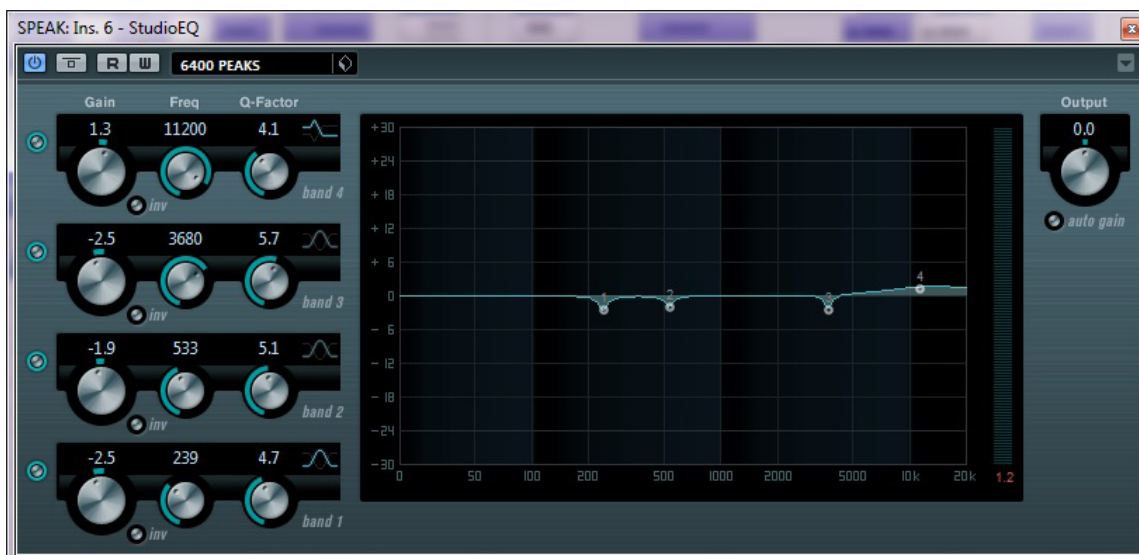 SPEAK: Ins. 6 - StudioEQ
R W 6400 PEAKS
Gain Freq Q-Factor Output
1.3 11200 4.1 0.0
inv band 4
auto gain
-2.5 3680 5.7
inv band 3
-1.9 533 5.1
inv band 2
-2.5 239 4.7
inv band 1
+30
+24
+18
+12
+ 6
0
- 6
-12
-18
-24
-30
1 2 3 4
0 50 100 200 500 1000 2000 5000 10k 20k 1.2